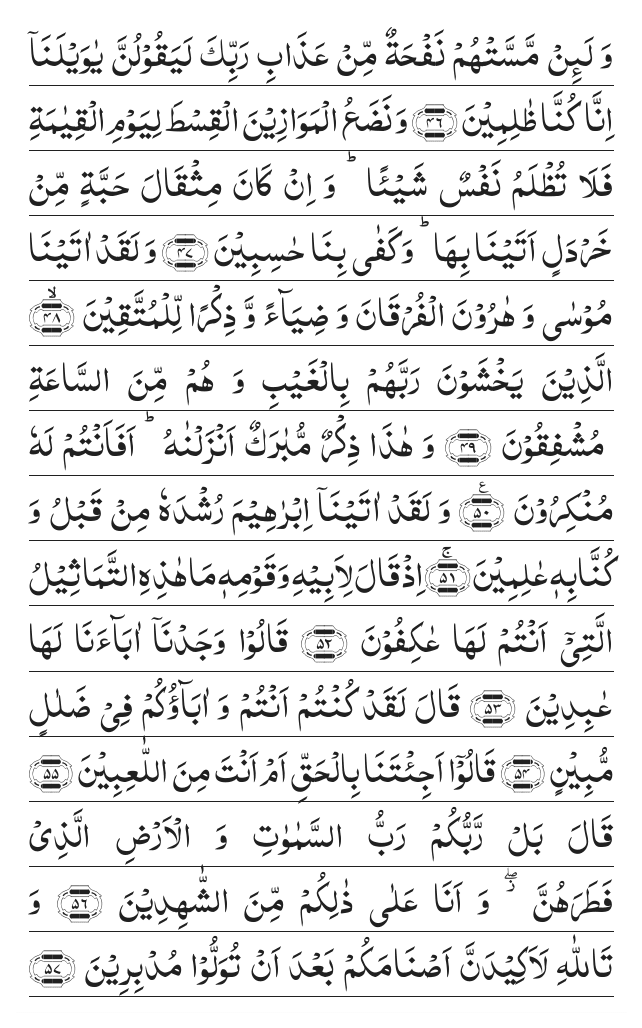 وَ لَىِٕنْ مَّسَّتْهُمْ نَفْحَةٌ مِّنْ عَذَابِ رَبِّكَ لَیَقُوْلُنَّ یٰوَیْلَنَاۤ
اِنَّا كُنَّا ظٰلِمِیْنَ ﴿۴۶﴾ وَ نَضَعُ الْمَوَازِیْنَ الْقِسْطَ لِیَوْمِ الْقِیٰمَةِ
فَلَا تُظْلَمُ نَفْسٌ شَیْـًٔا ؕ وَ اِنْ كَانَ مِثْقَالَ حَبَّةٍ مِّنْ
خَرْدَلٍ اَتَیْنَا بِهَا ؕ وَ كَفٰی بِنَا حٰسِبِیْنَ ﴿۴۷﴾ وَ لَقَدْ اٰتَیْنَا
مُوْسٰی وَ هٰرُوْنَ الْفُرْقَانَ وَ ضِیَآءً وَّ ذِكْرًا لِّلْمُتَّقِیْنَ ﴿ۙ۴۸﴾
الَّذِیْنَ یَخْشَوْنَ رَبَّهُمْ بِالْغَیْبِ وَ هُمْ مِّنَ السَّاعَةِ
مُشْفِقُوْنَ ﴿۴۹﴾ وَ هٰذَا ذِكْرٌ مُّبٰرَكٌ اَنْزَلْنٰهُ ؕ اَفَاَنْتُمْ لَهٗ
مُنْكِرُوْنَ ﴿۵۰﴾ع وَ لَقَدْ اٰتَیْنَاۤ اِبْرٰهِیْمَ رُشْدَهٗ مِنْ قَبْلُ وَ
كُنَّا بِهٖ عٰلِمِیْنَ ﴿ۚ۵۱﴾ اِذْ قَالَ لِاَبِیْهِ وَ قَوْمِهٖ مَا هٰذِهِ التَّمَاثِیْلُ
الَّتِیْۤ اَنْتُمْ لَهَا عٰكِفُوْنَ ﴿۵۲﴾ قَالُوْا وَجَدْنَاۤ اٰبَآءَنَا لَهَا
عٰبِدِیْنَ ﴿۵۳﴾ قَالَ لَقَدْ كُنْتُمْ اَنْتُمْ وَ اٰبَآؤُكُمْ فِیْ ضَلٰلٍ
مُّبِیْنٍ ﴿۵۴﴾ قَالُوْۤا اَجِئْتَنَا بِالْحَقِّ اَمْ اَنْتَ مِنَ اللّٰعِبِیْنَ ﴿۵۵﴾
قَالَ بَلْ رَّبُّكُمْ رَبُّ السَّمٰوٰتِ وَ الْاَرْضِ الَّذِیْ
فَطَرَهُنَّ ۖؗ وَ اَنَا عَلٰی ذٰلِكُمْ مِّنَ الشّٰهِدِیْنَ ﴿۵۶﴾ وَ
تَاللّٰهِ لَاَكِیْدَنَّ اَصْنَامَكُمْ بَعْدَ اَنْ تُوَلُّوْا مُدْبِرِیْنَ ﴿۵۷﴾